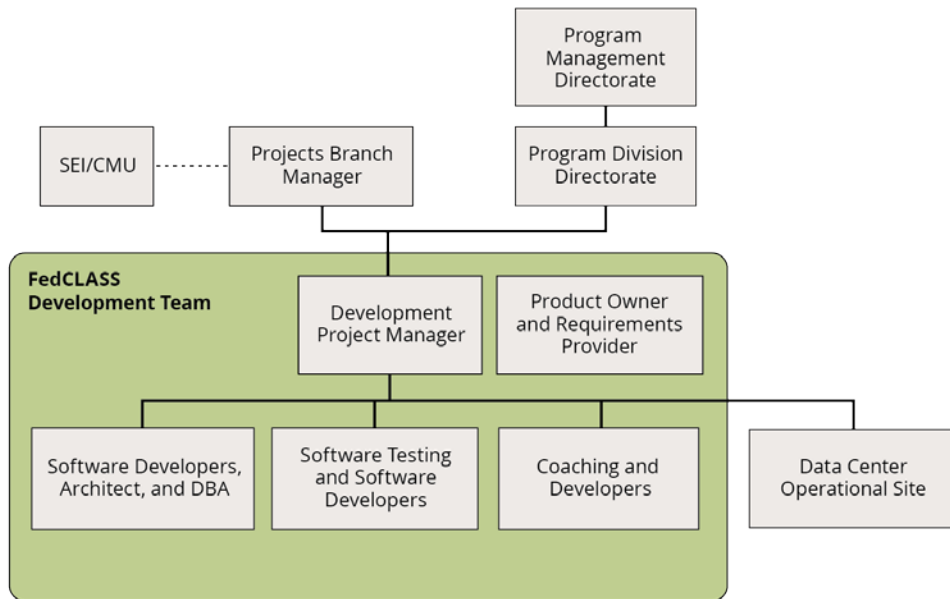 Program
Management
Directorate
SEI/CMU
Projects Branch
Manager
Program Division
Directorate
FedCLASS
Development Team
Development
Project Manager
Product Owner
and Requirements
Provider
Software Developers,
Architect, and DBA
Software Testing
and Software
Developers
Coaching and
Developers
Data Center
Operational Site